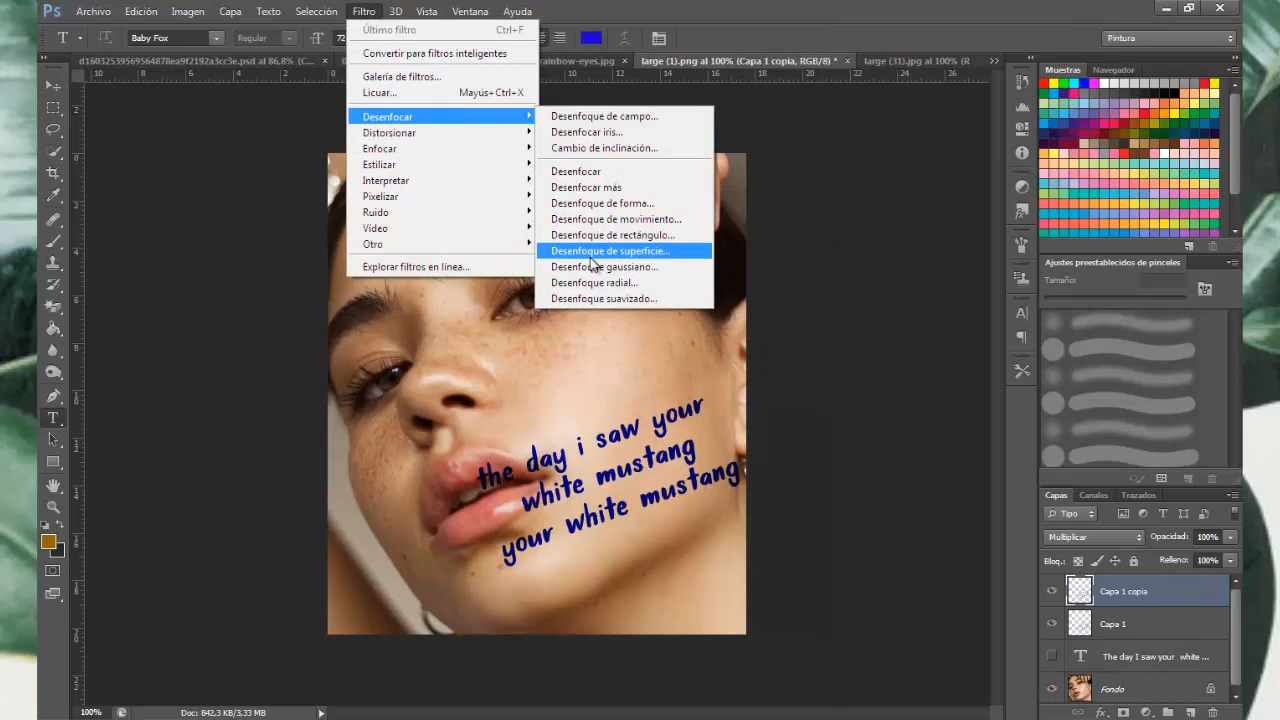 Ps Archivo Edición Imagen Capa Texto Selección Filtro 3D Vista Ventana Ayuda
T Baby Fox Regular T 72 Pintura
d16032539569564878ea9f2192a3cc3e.psd al 86,8% (C... rainbow-eyes.jpg large (1).png al 100% (Capa 1 copia, RGB/8) * large (31).jpg al 100% (R
Último filtro Ctrl+F
Convertir para filtros inteligentes
Galería de filtros...
Licuar... Mayús+Ctrl+X
Desenfocar
Distorsionar
Enfocar
Estilizar
Interpretar
Pixelizar
Ruido
Vídeo
Otro
Explorar filtros en línea...
Desenfoque de campo...
Desenfocar iris...
Cambio de inclinación...
Desenfocar
Desenfocar más
Desenfoque de forma...
Desenfoque de movimiento...
Desenfoque de rectángulo...
Desenfoque de superficie...
Desenfoque gaussiano...
Desenfoque radial...
Desenfoque suavizado...
the day i saw your
white mustang
your white mustang
Muestras Navegador
Ajustes preestablecidos de pinceles
Tamaño:
Capas Canales Trazados
Tipo
Multiplicar Opacidad: 100%
Bloq.: Relleno: 100%
Capa 1 copia
Capa 1
T The day I saw your white ...
Fondo
100% Doc: 842,3 KB/3,33 MB